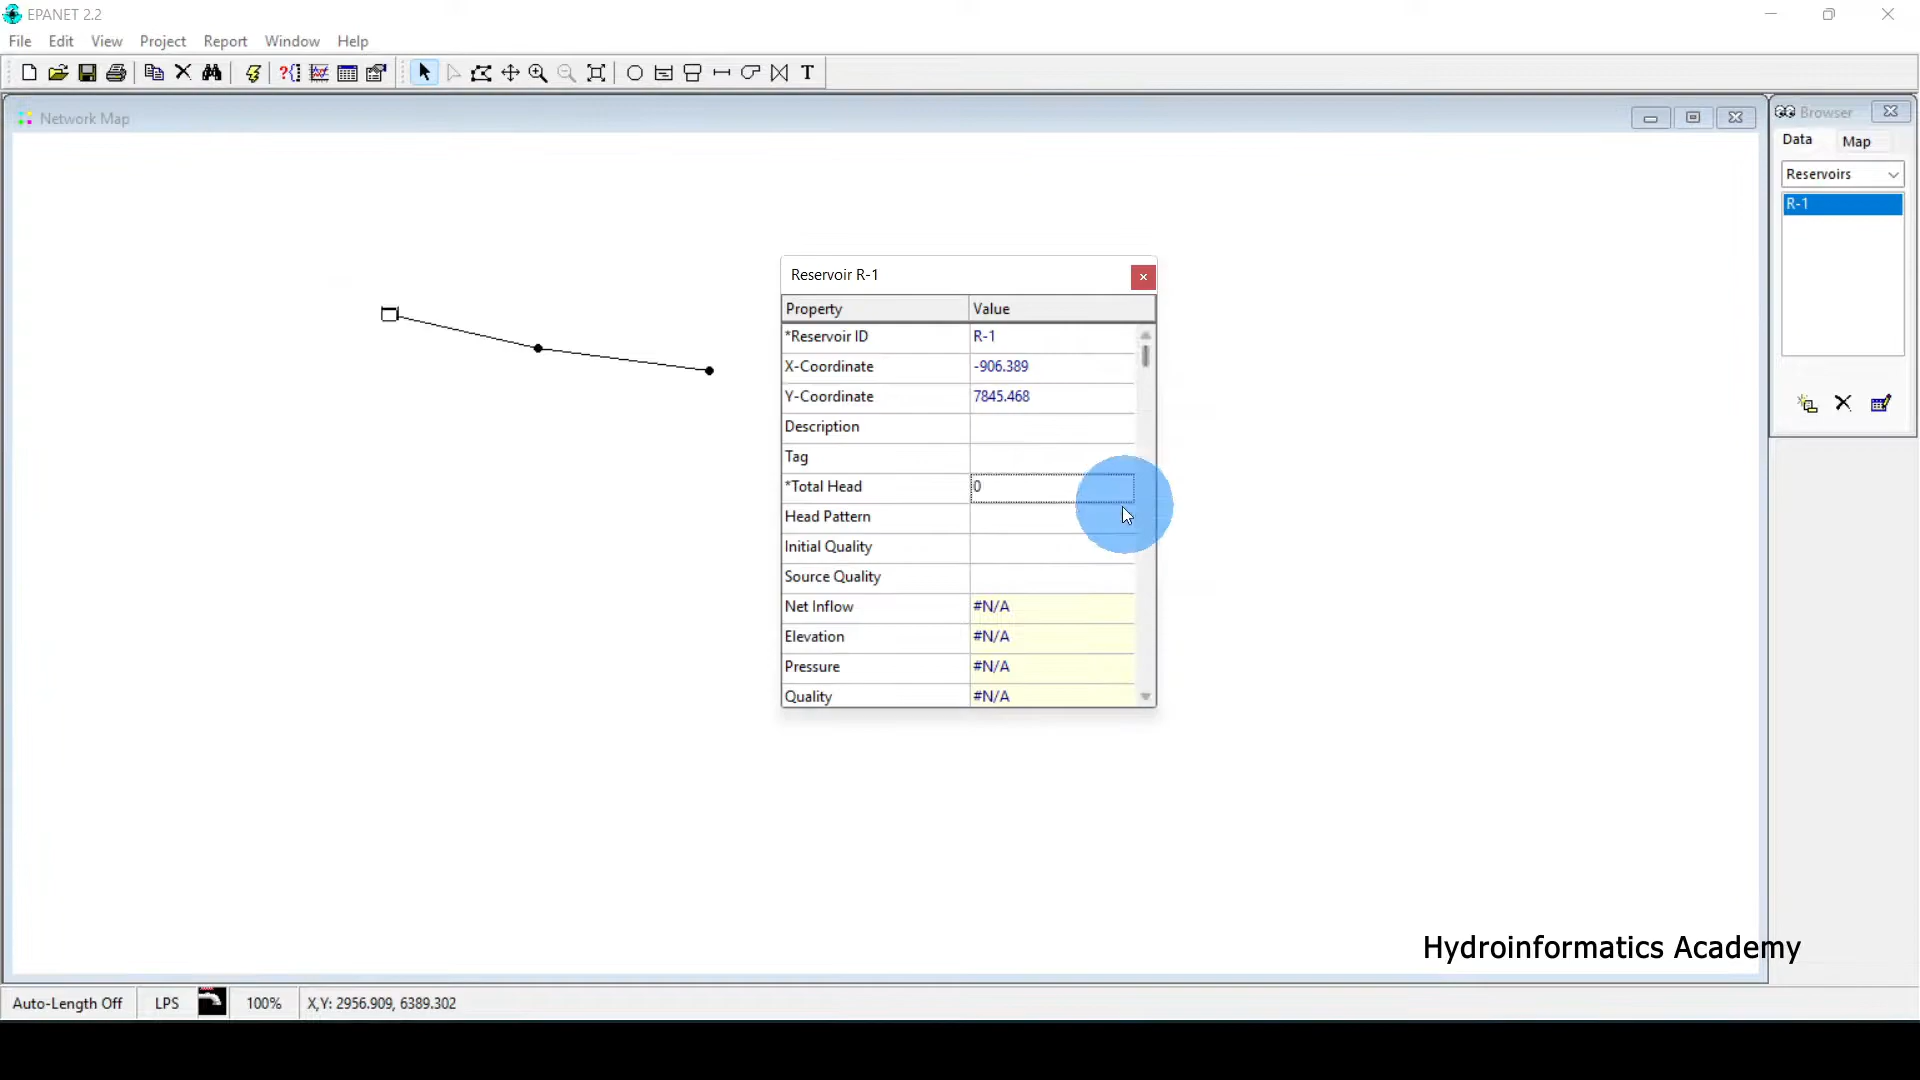 EPANET 2.2
File Edit View Project Report Window Help
Network Map
Browser
Data Map
Reservoirs
R-1
Reservoir R-1
Property Value
*Reservoir ID R-1
X-Coordinate -906.389
Y-Coordinate 7845.468
Description
Tag
*Total Head 0
Head Pattern
Initial Quality
Source Quality
Net Inflow #N/A
Elevation #N/A
Pressure #N/A
Quality #N/A
Hydroinformatics Academy
Auto-Length Off LPS 100% X,Y: 2956.909, 6389.302